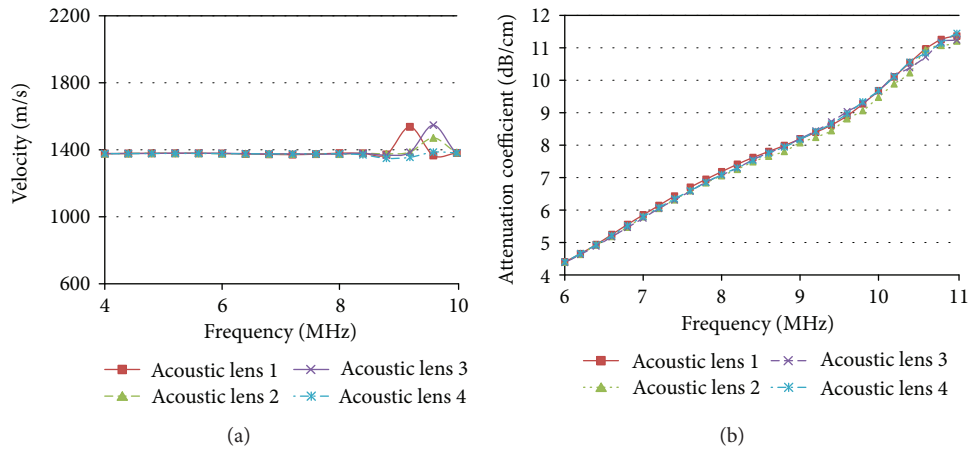 2200
1800
1400
1000
600
Velocity (m/s)
4 6 8 10
Frequency (MHz)
Acoustic lens 1
Acoustic lens 3
Acoustic lens 2
Acoustic lens 4
(a)
12
11
10
9
8
7
6
5
4
Attenuation coefficient (dB/cm)
6 7 8 9 10 11
Frequency (MHz)
Acoustic lens 1
Acoustic lens 3
Acoustic lens 2
Acoustic lens 4
(b)